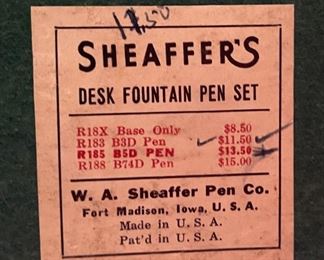 17.50
SHEAFFER'S
DESK FOUNTAIN PEN SET
R18X Base Only $8.50
R183 B3D Pen $11.50
R185 B5D PEN $13.50
R188 B74D Pen $15.00
W. A. Sheaffer Pen Co.
Fort Madison, Iowa, U. S. A.
Made in U. S. A.
Pat'd in U. S. A.